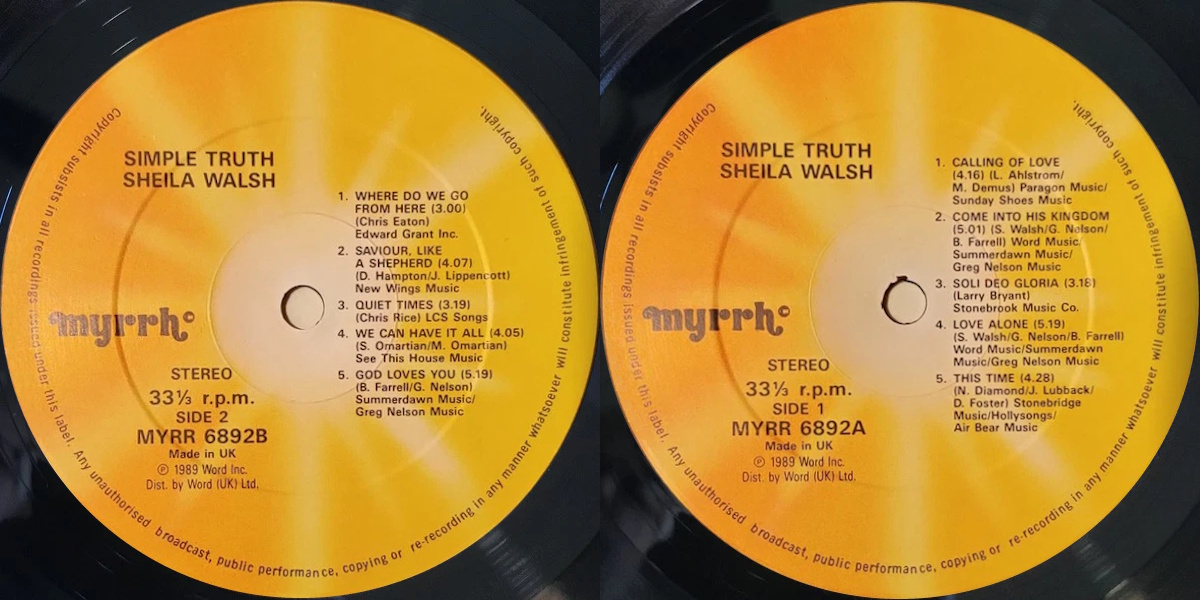 SIMPLE TRUTH
SHEILA WALSH
1. WHERE DO WE GO
FROM HERE (3.00)
(Chris Eaton)
Edward Grant Inc.
2. SAVIOUR, LIKE
A SHEPHERD (4.07)
(D. Hampton/J. Lippencott)
New Wings Music
3. QUIET TIMES (3.19)
(Chris Rice) LCS Songs
4. WE CAN HAVE IT ALL (4.05)
(S. Omartian/M. Omartian)
See This House Music
5. GOD LOVES YOU (5.19)
(B. Farrell/G. Nelson)
Summerdawn Music/
Greg Nelson Music
myrrh©
STEREO
33⅓ r.p.m.
SIDE 2
MYRR 6892B
Made in UK
℗ 1989 Word Inc.
Dist. by Word (UK) Ltd.
Copyright subsists in all recordings issued under this label. Any unauthorised broadcast, public performance, copying or re-recording in any manner whatsoever will constitute infringement of such copyright.
SIMPLE TRUTH
SHEILA WALSH
1. CALLING OF LOVE
(4.16) (L. Ahlstrom/
M. Demus) Paragon Music/
Sunday Shoes Music
2. COME INTO HIS KINGDOM
(5.01) (S. Walsh/G. Nelson/
B. Farrell) Word Music/
Summerdawn Music/
Greg Nelson Music
3. SOLI DEO GLORIA (3.18)
(Larry Bryant)
Stonebrook Music Co.
4. LOVE ALONE (5.19)
(S. Walsh/G. Nelson/B. Farrell)
Word Music/Summerdawn
Music/Greg Nelson Music
5. THIS TIME (4.28)
(N. Diamond/J. Lubback/
D. Foster) Stonebridge
Music/Hollysongs/
Air Bear Music
myrrh©
STEREO
33⅓ r.p.m.
SIDE 1
MYRR 6892A
Made in UK
℗ 1989 Word Inc.
Dist. by Word (UK) Ltd.
Copyright subsists in all recordings issued under this label. Any unauthorised broadcast, public performance, copying or re-recording in any manner whatsoever will constitute infringement of such copyright.